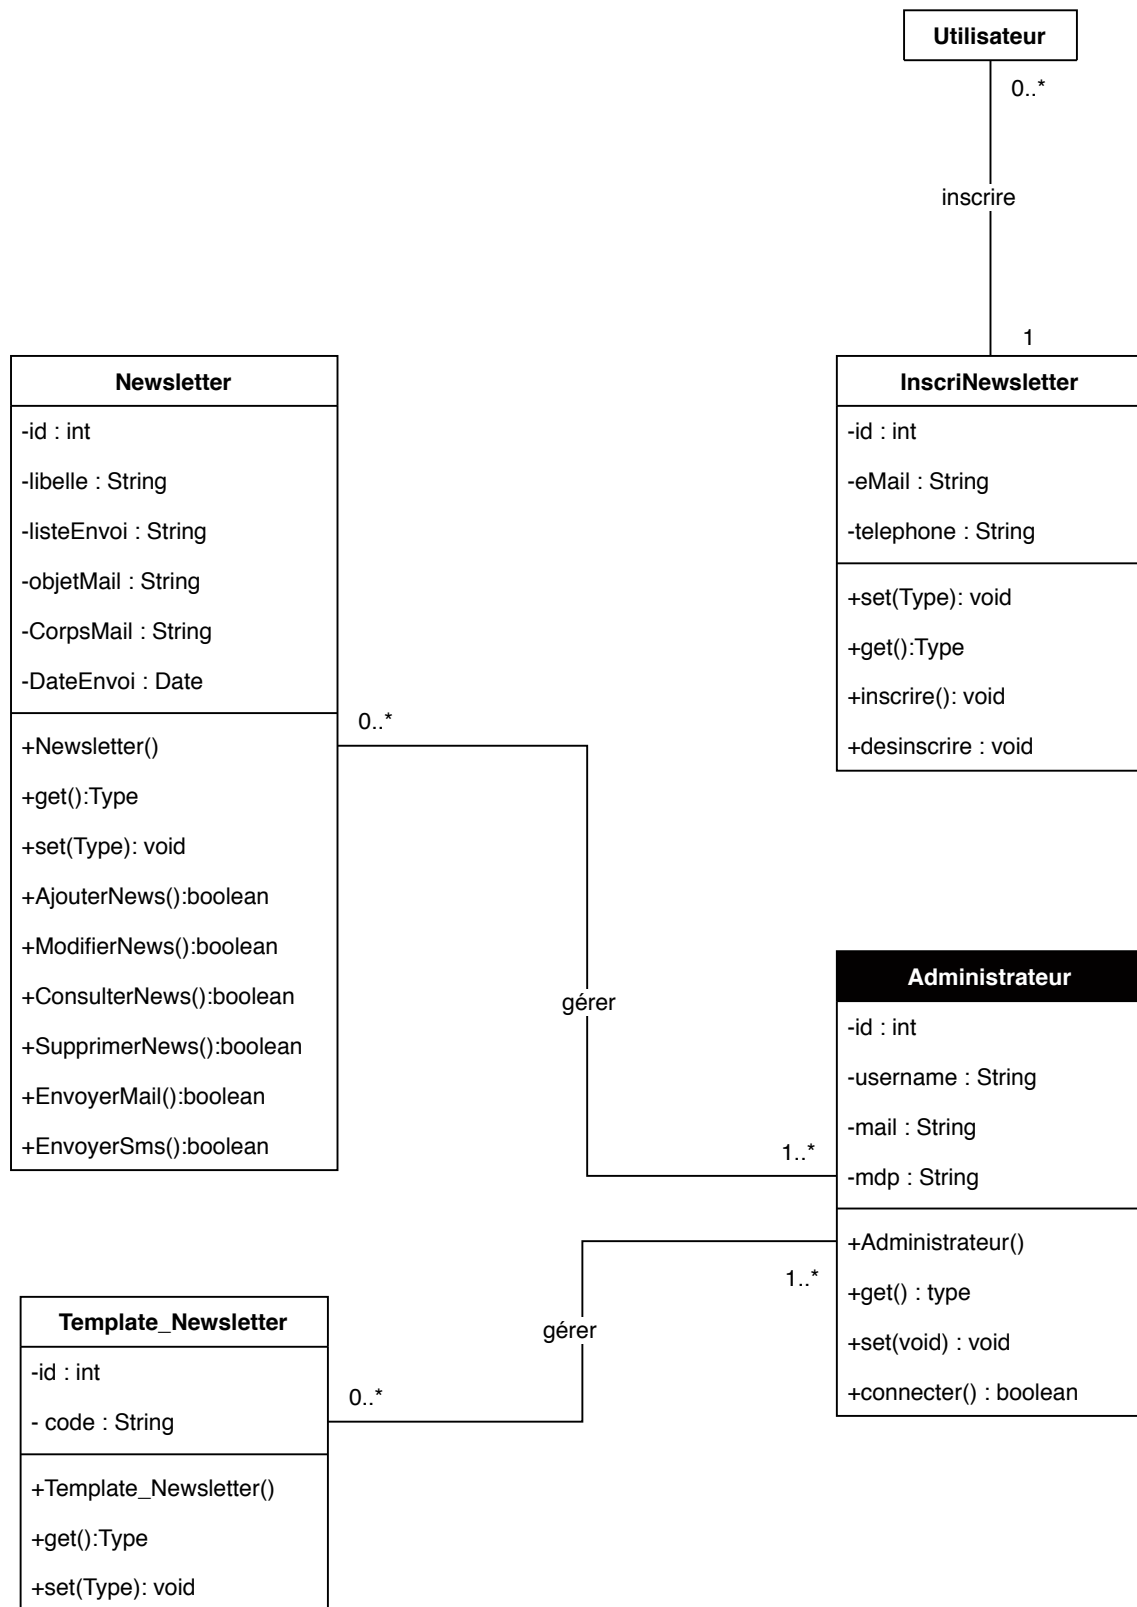 Utilisateur
0..*
inscrire
1
Newsletter
-id : int
-libelle : String
-listeEnvoi : String
-objetMail : String
-CorpsMail : String
-DateEnvoi : Date
+Newsletter()
+get():Type
+set(Type): void
+AjouterNews():boolean
+ModifierNews():boolean
+ConsulterNews():boolean
+SupprimerNews():boolean
+EnvoyerMail():boolean
+EnvoyerSms():boolean
InscriNewsletter
-id : int
-eMail : String
-telephone : String
+set(Type): void
+get():Type
+inscrire(): void
+desinscrire : void
0..*
gérer
1..*
Administrateur
-id : int
-username : String
-mail : String
-mdp : String
+Administrateur()
+get() : type
+set(void) : void
+connecter() : boolean
1..*
gérer
0..*
Template_Newsletter
-id : int
- code : String
+Template_Newsletter()
+get():Type
+set(Type): void